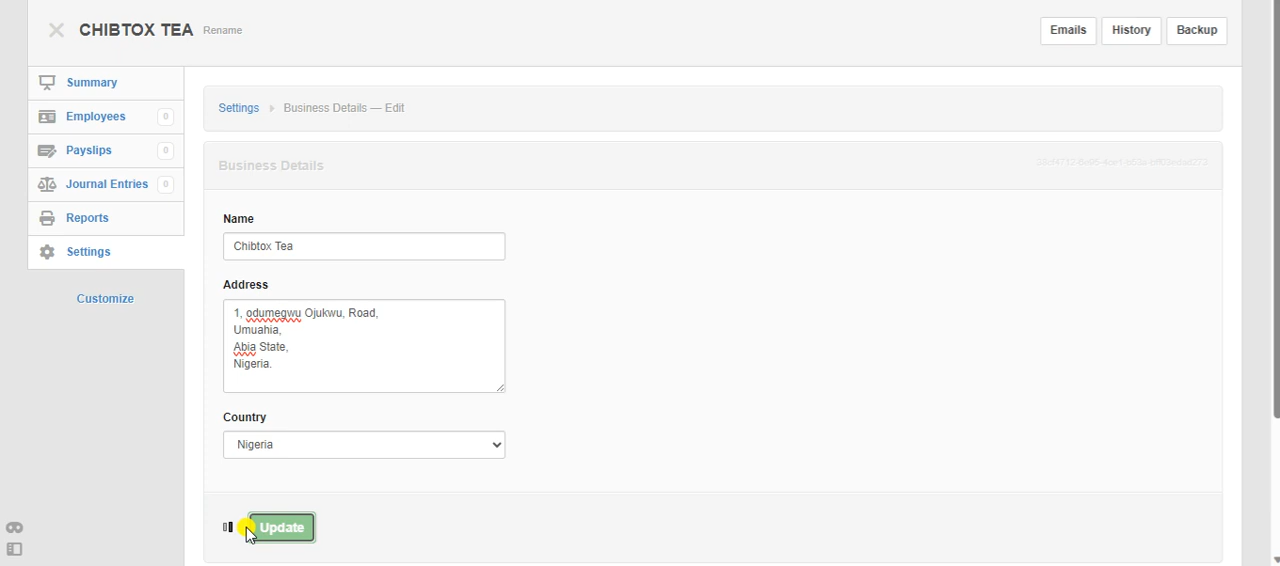 CHIBTOX TEA Rename
Emails History Backup
Summary
Employees 0
Payslips 0
Journal Entries 0
Reports
Settings
Customize
Settings Business Details — Edit
Business Details
Name
Chibtox Tea
Address
1, odumegwu Ojukwu, Road,
Umuahia,
Abia State,
Nigeria.
Country
Nigeria
Update